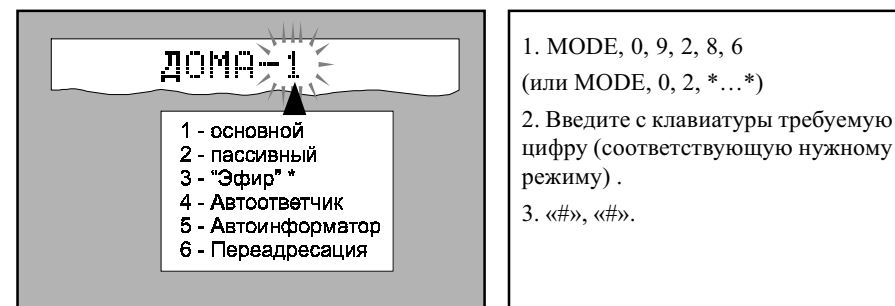 ДОМА-1
1 - основной
2 - пассивный
3 - "Эфир" *
4 - Автоответчик
5 - Автоинформатор
6 - Переадресация
1. MODE, 0, 9, 2, 8, 6
(или MODE, 0, 2, *…*)
2. Введите с клавиатуры требуемую
цифру (соответствующую нужному
режиму) .
3. «#», «#».